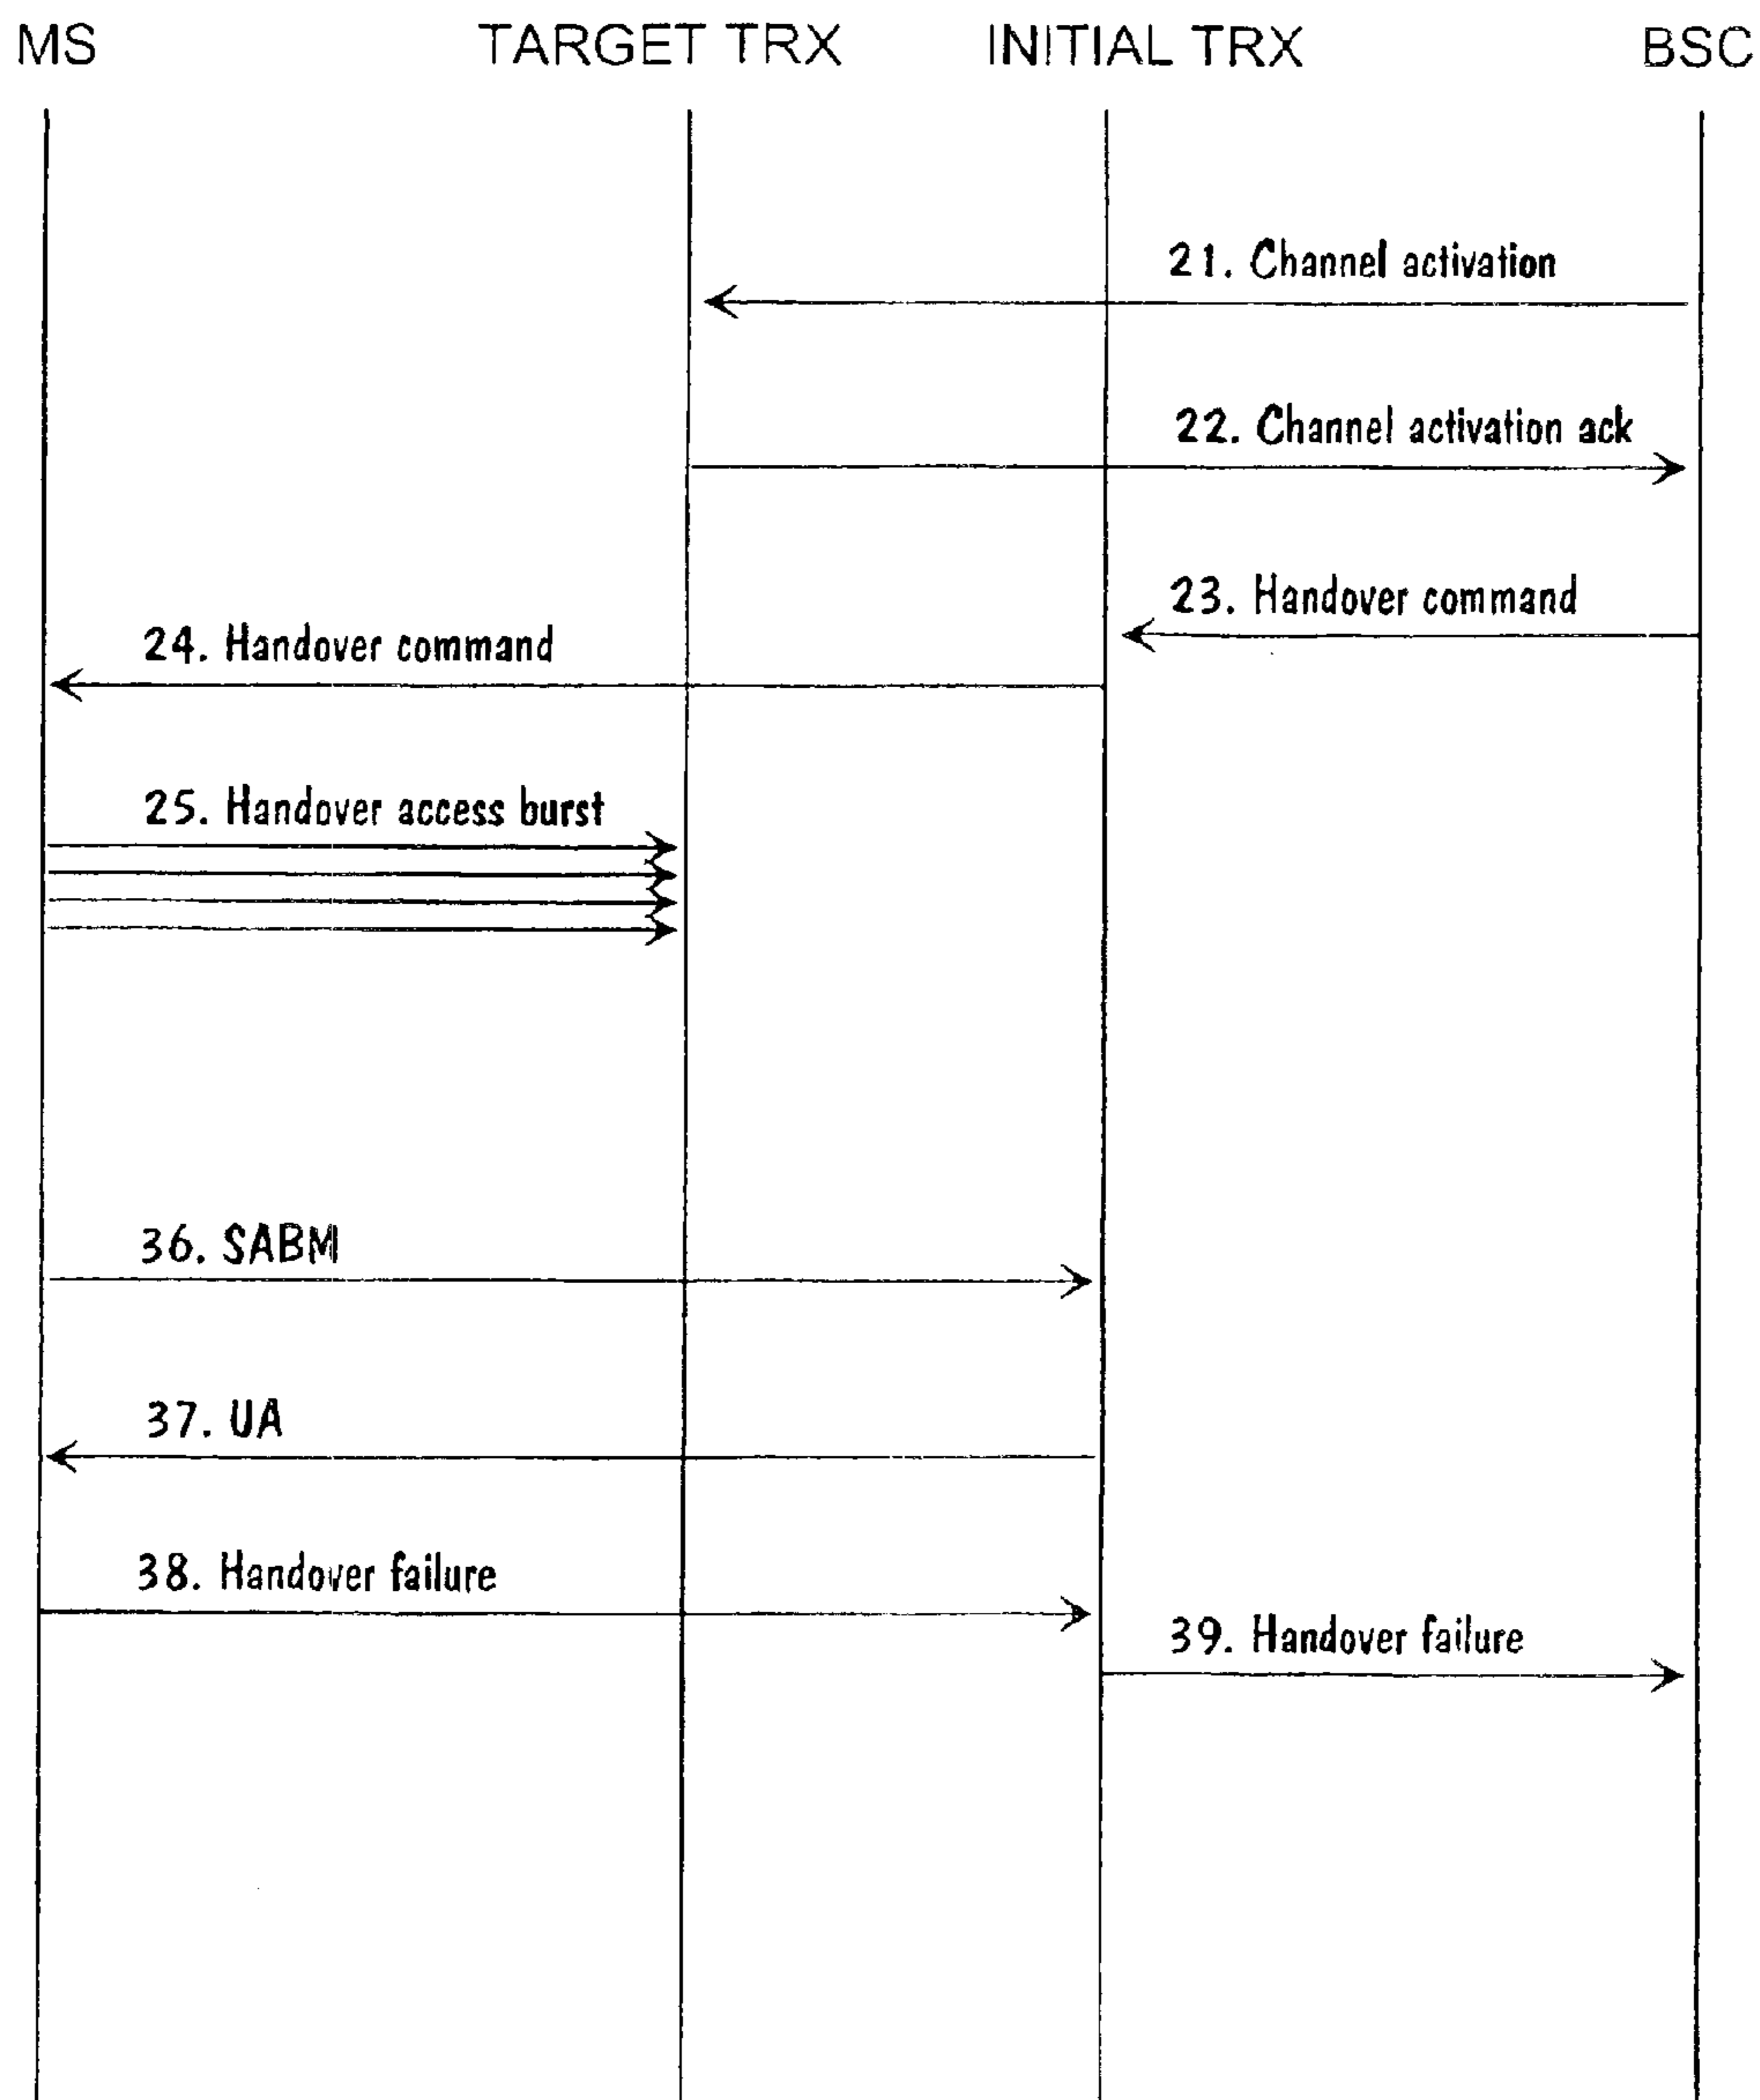 MS TARGET TRX INITIAL TRX BSC
21. Channel activation
22. Channel activation ack
23. Handover command
24. Handover command
25. Handover access burst
36. SABM
37. UA
38. Handover failure
39. Handover failure